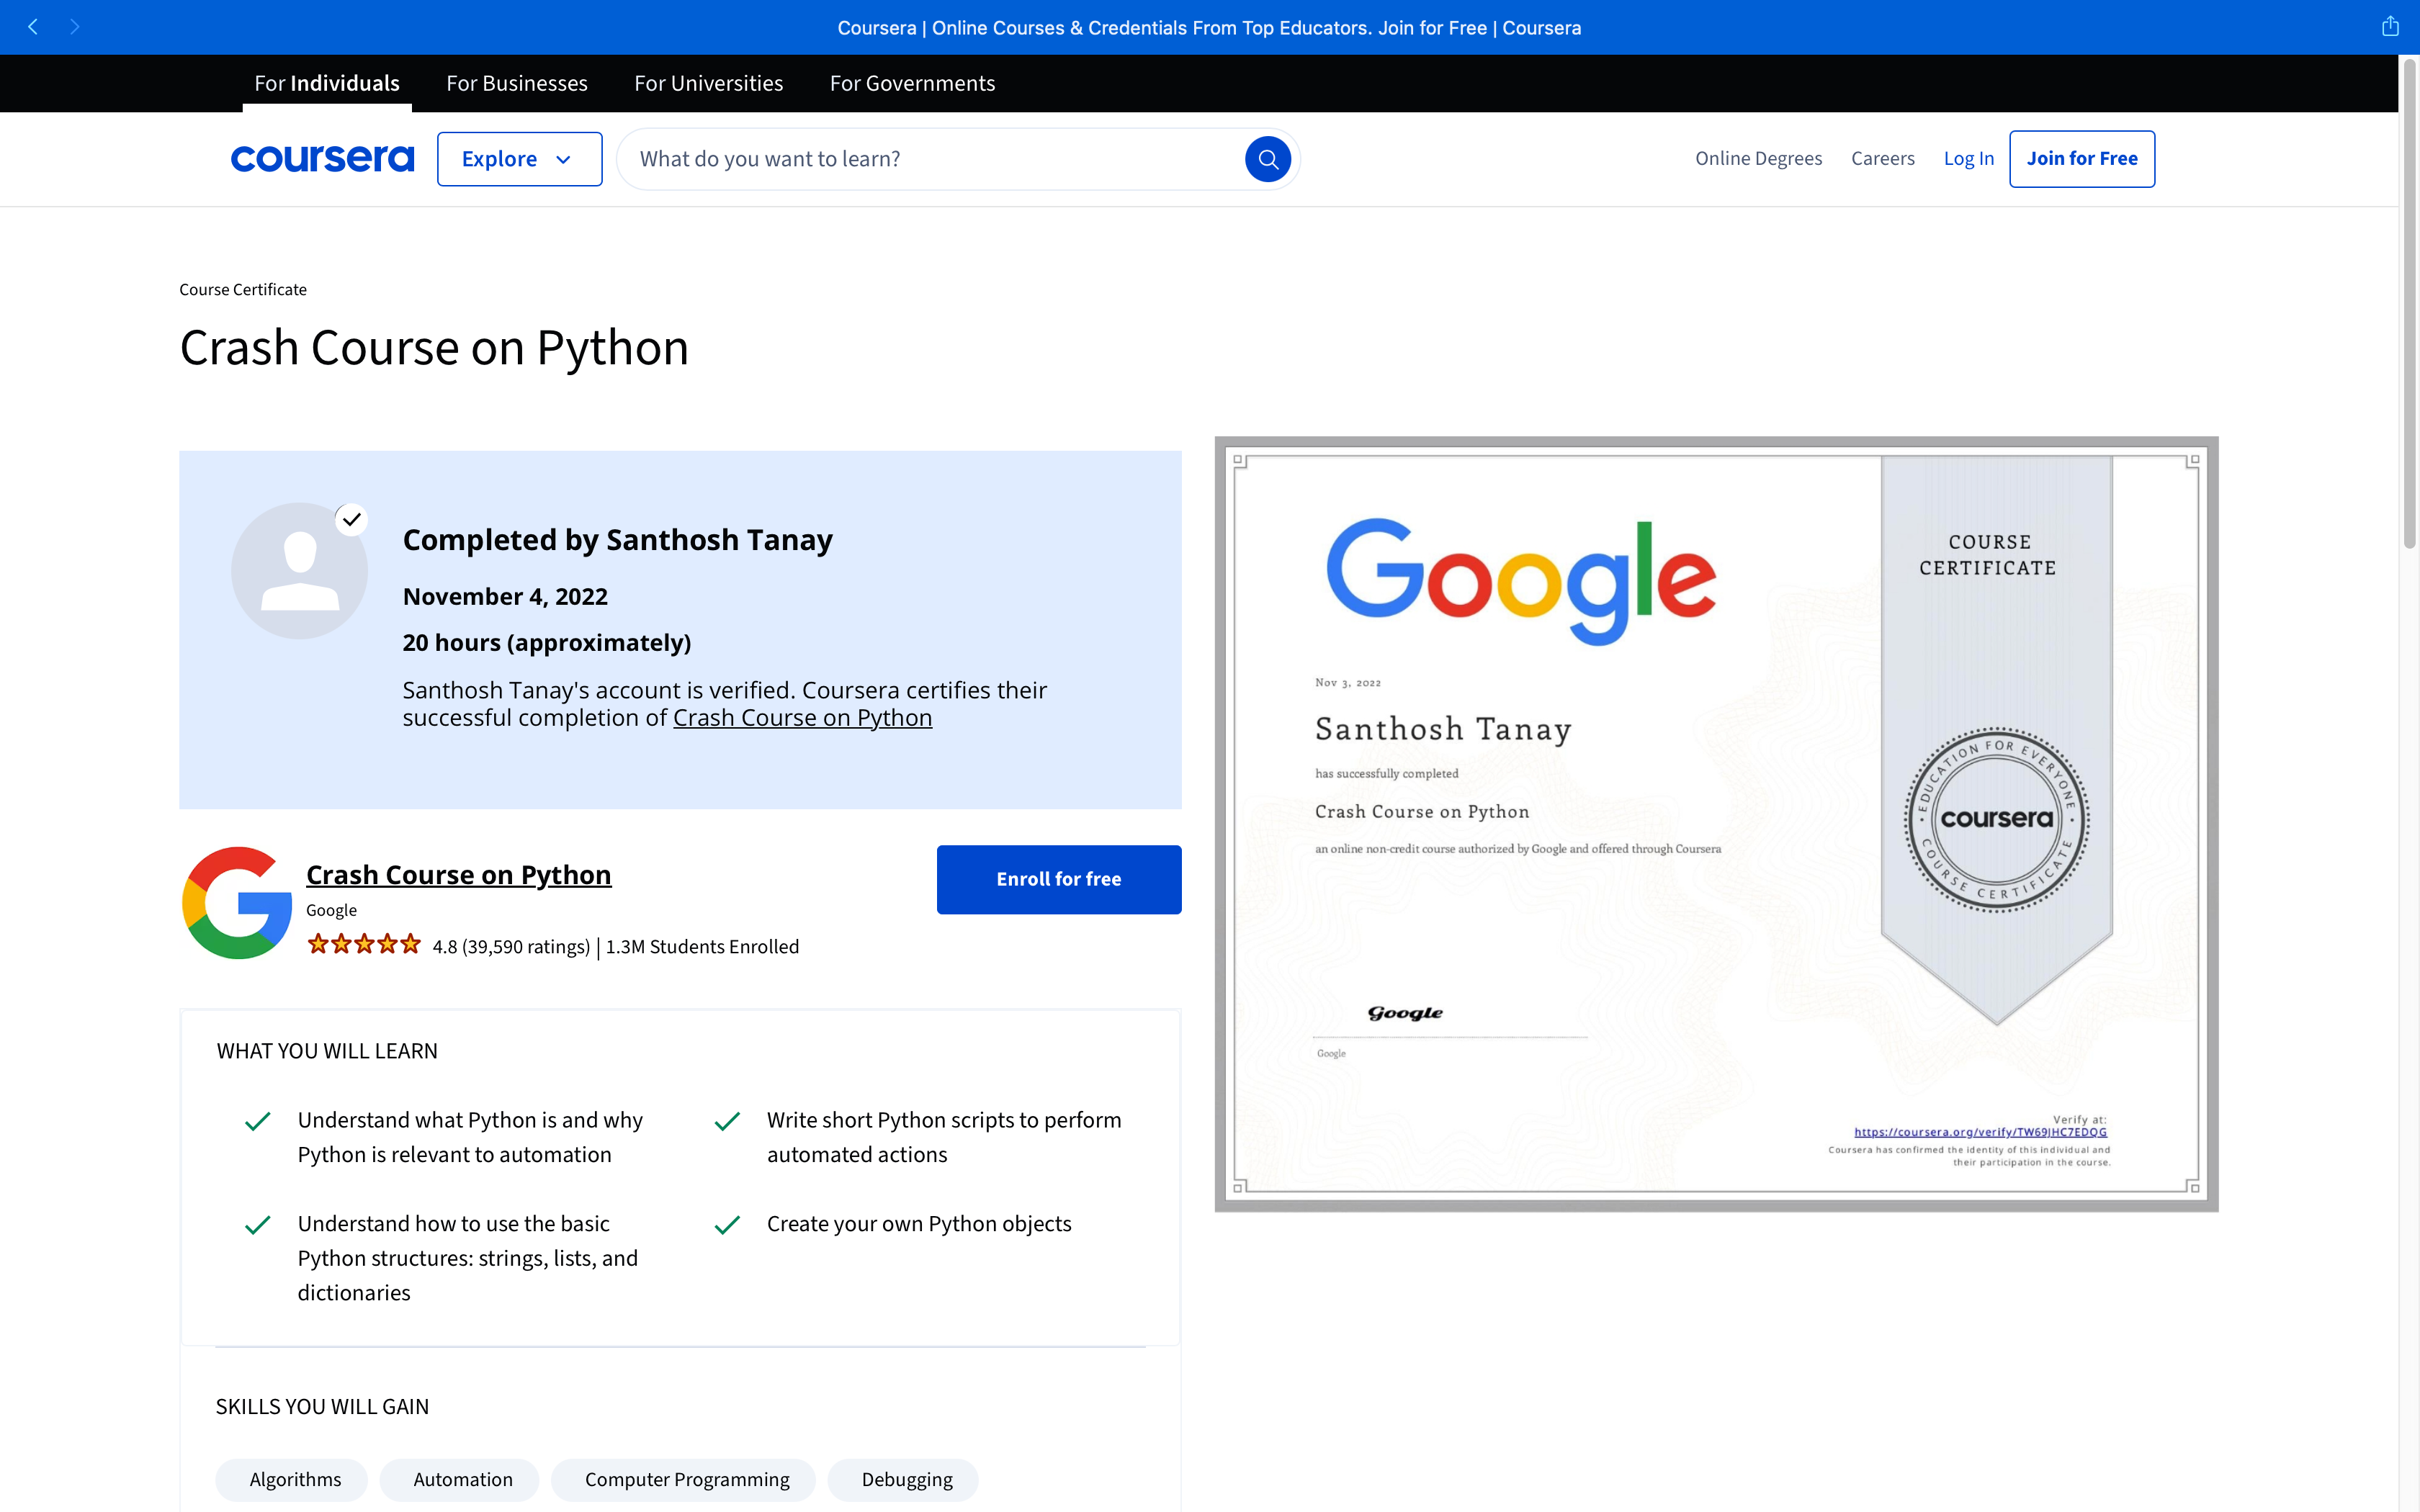 Coursera | Online Courses & Credentials From Top Educators. Join for Free | Coursera
For Individuals
For Businesses
For Universities
For Governments
coursera
Explore
What do you want to learn?
Online Degrees
Careers
Log In
Join for Free
Course Certificate
Crash Course on Python
Completed by Santhosh Tanay
November 4, 2022
20 hours (approximately)
Santhosh Tanay's account is verified. Coursera certifies their
successful completion of Crash Course on Python
Crash Course on Python
Google
4.8 (39,590 ratings) | 1.3M Students Enrolled
Enroll for free
WHAT YOU WILL LEARN
Understand what Python is and why
Python is relevant to automation
Write short Python scripts to perform
automated actions
Understand how to use the basic
Python structures: strings, lists, and
dictionaries
Create your own Python objects
SKILLS YOU WILL GAIN
Algorithms
Automation
Computer Programming
Debugging
Google
Nov 3, 2022
Santhosh Tanay
has successfully completed
Crash Course on Python
an online non-credit course authorized by Google and offered through Coursera
Google
Google
COURSE
CERTIFICATE
EDUCATION FOR EVERYONE
coursera
COURSE CERTIFICATE
Verify at:
https://coursera.org/verify/TW69JHC7EDQG
Coursera has confirmed the identity of this individual and
their participation in the course.